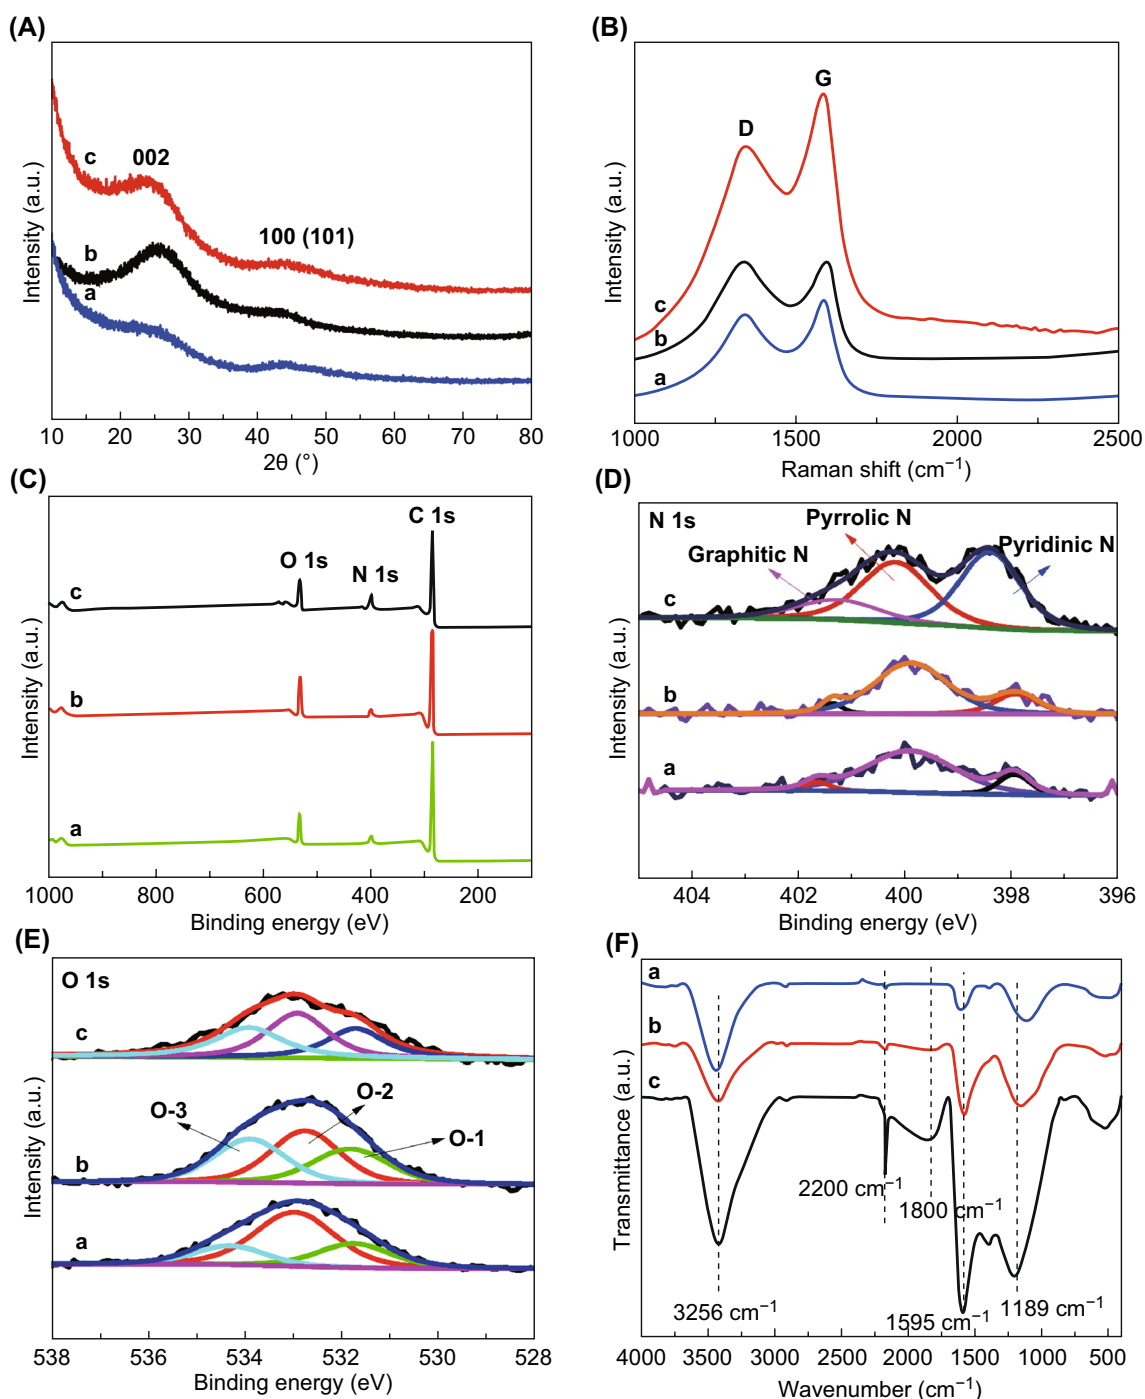 (A)
Intensity (a.u.)
c
002
b
100 (101)
a
10 20 30 40 50 60 70 80
2θ (°)
(B)
Intensity (a.u.)
D
G
c
b
a
1000 1500 2000 2500
Raman shift (cm−1)
(C)
Intensity (a.u.)
C 1s
O 1s
N 1s
c
b
a
1000 800 600 400 200
Binding energy (eV)
(D)
Intensity (a.u.)
N 1s
Pyrrolic N
Graphitic N
Pyridinic N
c
b
a
404 402 400 398 396
Binding energy (eV)
(E)
Intensity (a.u.)
O 1s
c
O-3
O-2
O-1
b
a
538 536 534 532 530 528
Binding energy (eV)
(F)
Transmittance (a.u.)
a
b
c
2200 cm−1
1800 cm−1
3256 cm−1
1595 cm−1
1189 cm−1
4000 3500 3000 2500 2000 1500 1000 500
Wavenumber (cm−1)